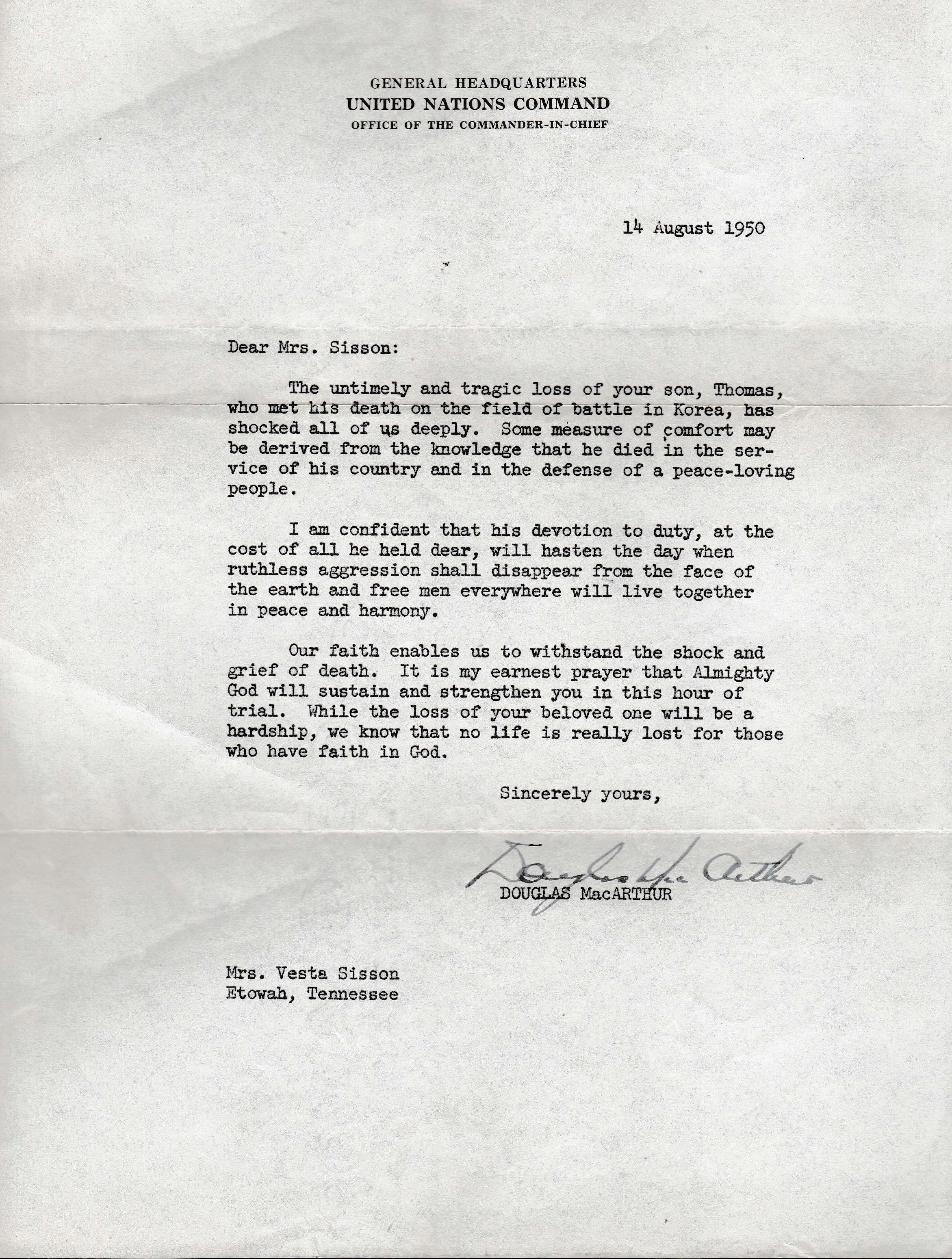 GENERAL HEADQUARTERS
UNITED NATIONS COMMAND
OFFICE OF THE COMMANDER-IN-CHIEF
14 August 1950
Dear Mrs. Sisson:
The untimely and tragic loss of your son, Thomas,
who met his death on the field of battle in Korea, has
shocked all of us deeply. Some measure of comfort may
be derived from the knowledge that he died in the ser-
vice of his country and in the defense of a peace-loving
people.
I am confident that his devotion to duty, at the
cost of all he held dear, will hasten the day when
ruthless aggression shall disappear from the face of
the earth and free men everywhere will live together
in peace and harmony.
Our faith enables us to withstand the shock and
grief of death. It is my earnest prayer that Almighty
God will sustain and strengthen you in this hour of
trial. While the loss of your beloved one will be a
hardship, we know that no life is really lost for those
who have faith in God.
Sincerely yours,
Douglas MacArthur
DOUGLAS MacARTHUR
Mrs. Vesta Sisson
Etowah, Tennessee